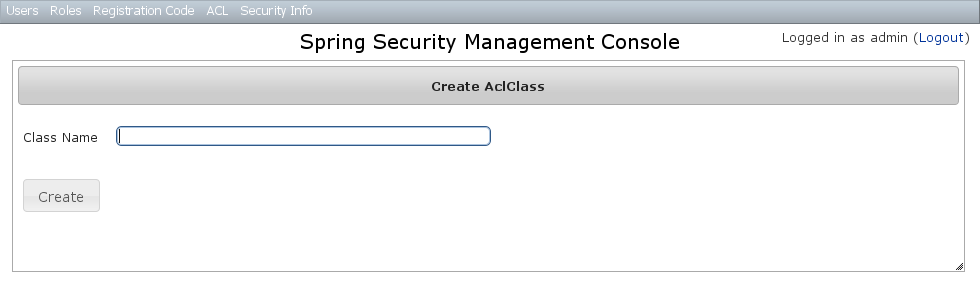 Users Roles Registration Code ACL Security Info
Spring Security Management Console
Logged in as admin (Logout)
Create AclClass
Class Name
Create